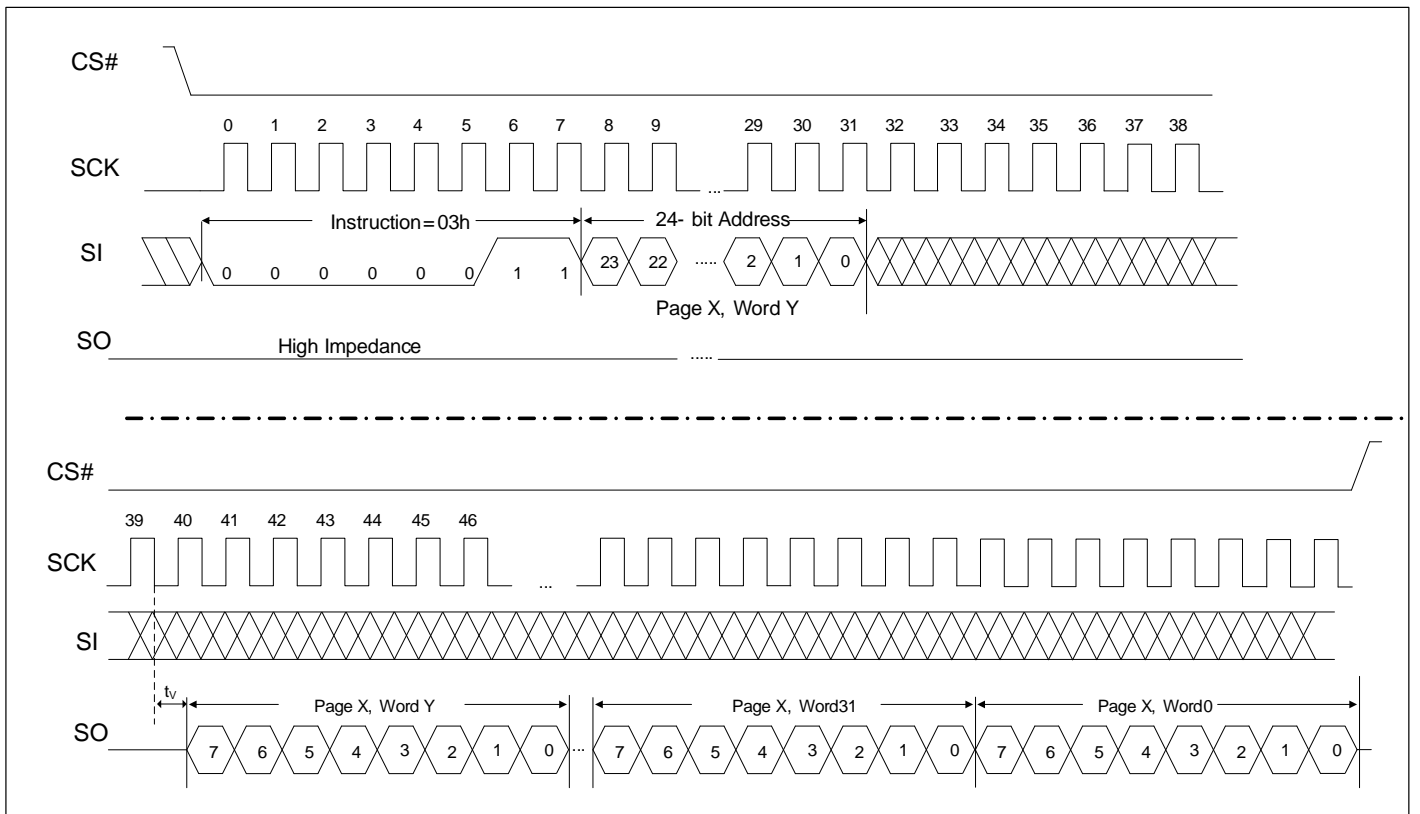 CS#
0 1 2 3 4 5 6 7 8 9 29 30 31 32 33 34 35 36 37 38
SCK
...
Instruction=03h 24- bit Address
SI
0 0 0 0 0 0 1 1 23 22 ..... 2 1 0
Page X, Word Y
SO
High Impedance .....
CS#
39 40 41 42 43 44 45 46
SCK
...
SI
tV Page X, Word Y Page X, Word31 Page X, Word0
SO
7 6 5 4 3 2 1 0 ... 7 6 5 4 3 2 1 0 7 6 5 4 3 2 1 0